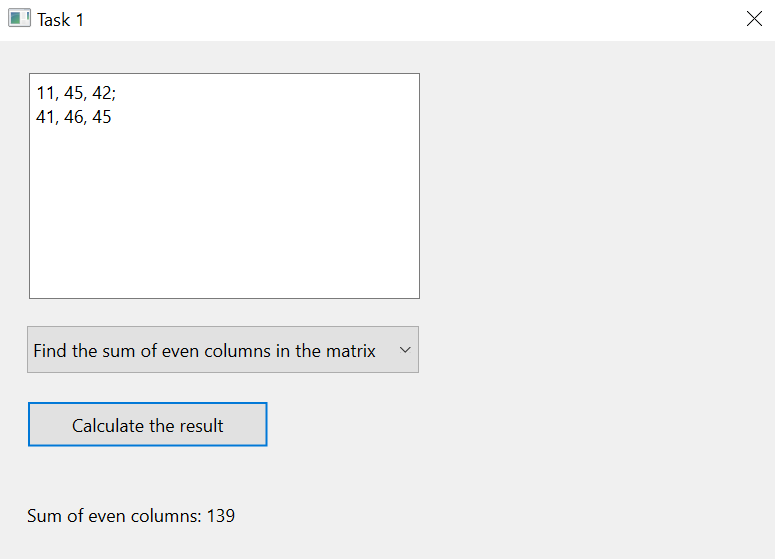 Task 1
11, 45, 42;
41, 46, 45
Find the sum of even columns in the matrix
Calculate the result
Sum of even columns: 139